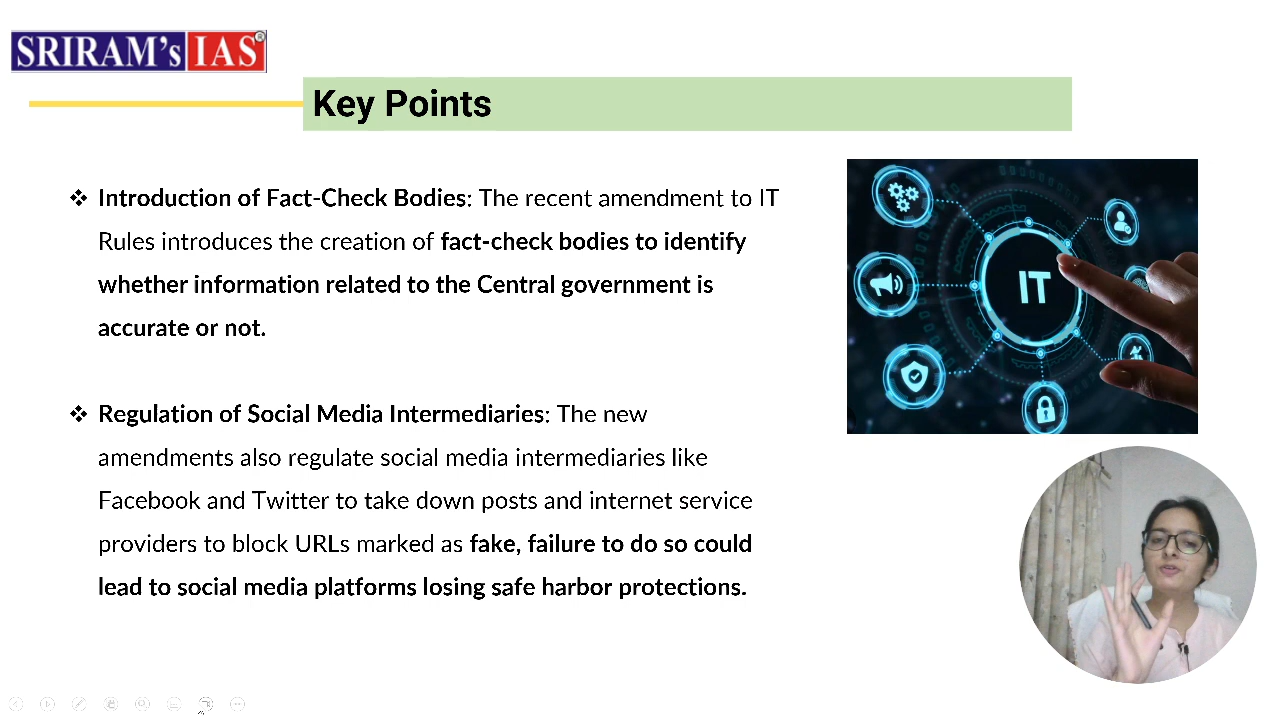 SRIRAM's IAS®
Key Points
❖ Introduction of Fact-Check Bodies: The recent amendment to IT
Rules introduces the creation of fact-check bodies to identify
whether information related to the Central government is
accurate or not.
❖ Regulation of Social Media Intermediaries: The new
amendments also regulate social media intermediaries like
Facebook and Twitter to take down posts and internet service
providers to block URLs marked as fake, failure to do so could
lead to social media platforms losing safe harbor protections.
IT